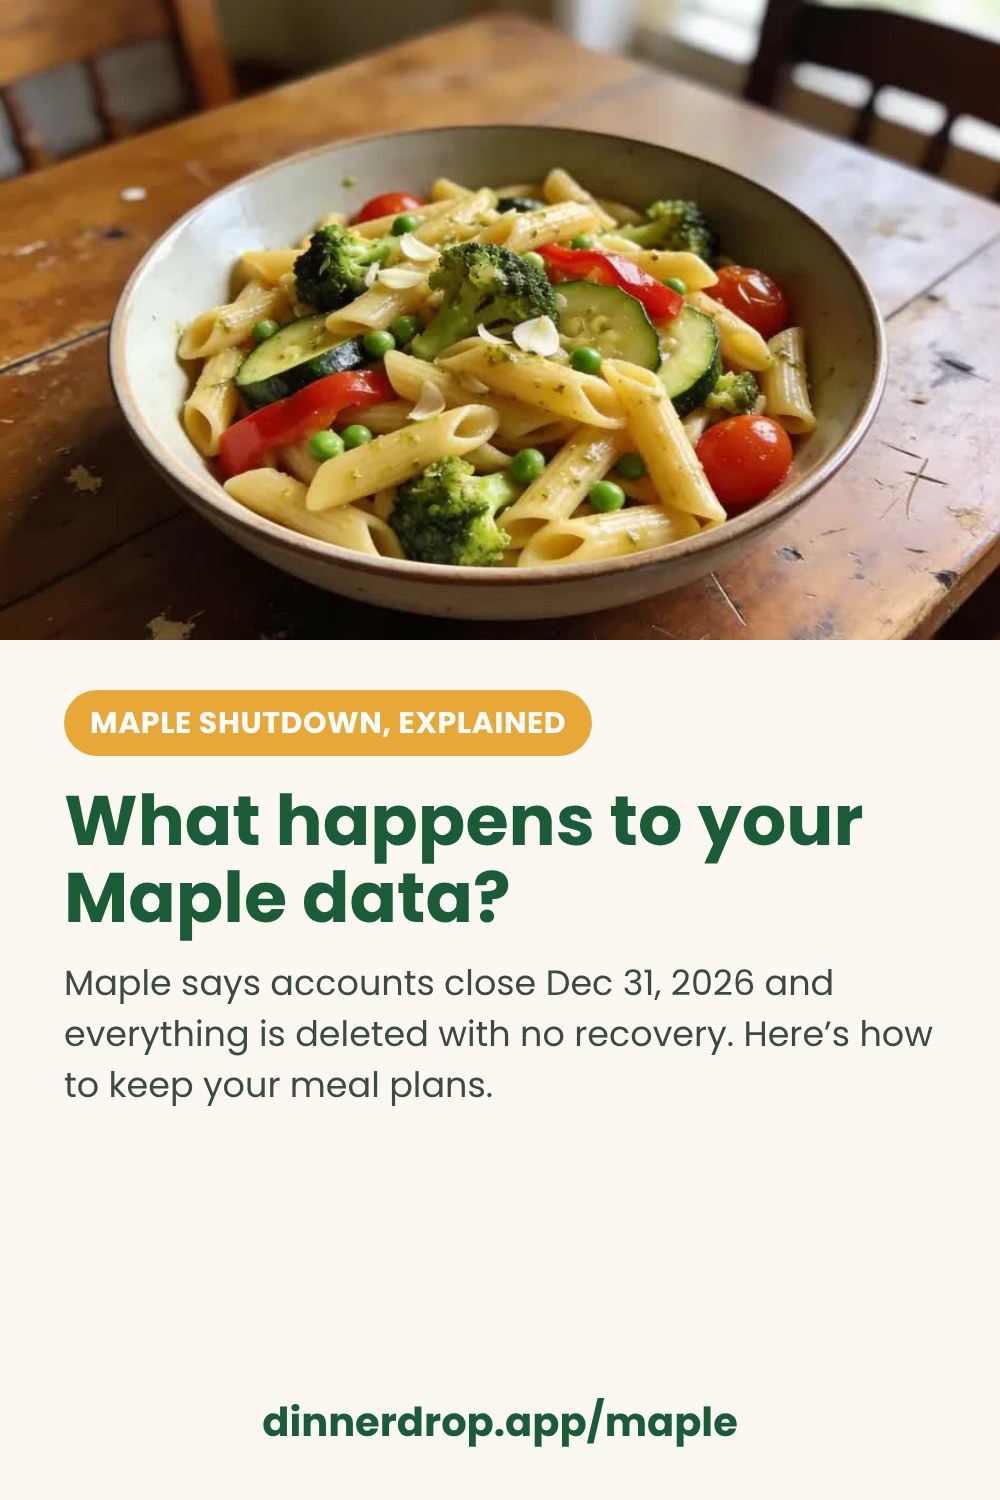 MAPLE SHUTDOWN, EXPLAINED
What happens to your
Maple data?
Maple says accounts close Dec 31, 2026 and
everything is deleted with no recovery. Here’s how
to keep your meal plans.
dinnerdrop.app/maple